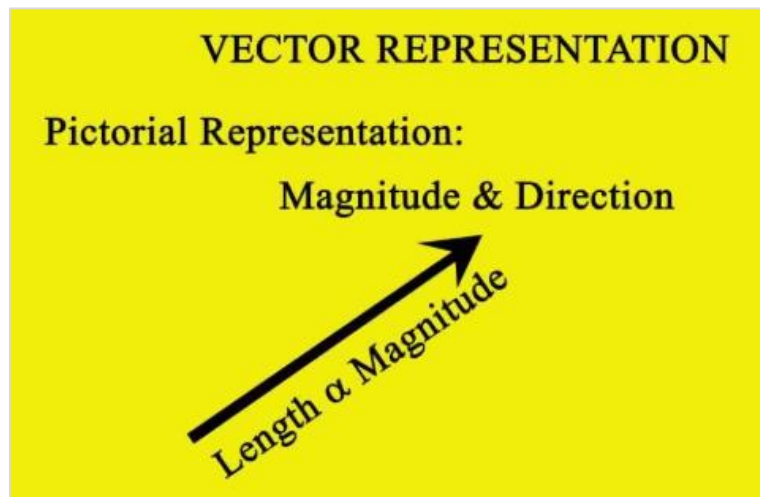 VECTOR REPRESENTATION
Pictorial Representation:
Magnitude & Direction
Length α Magnitude